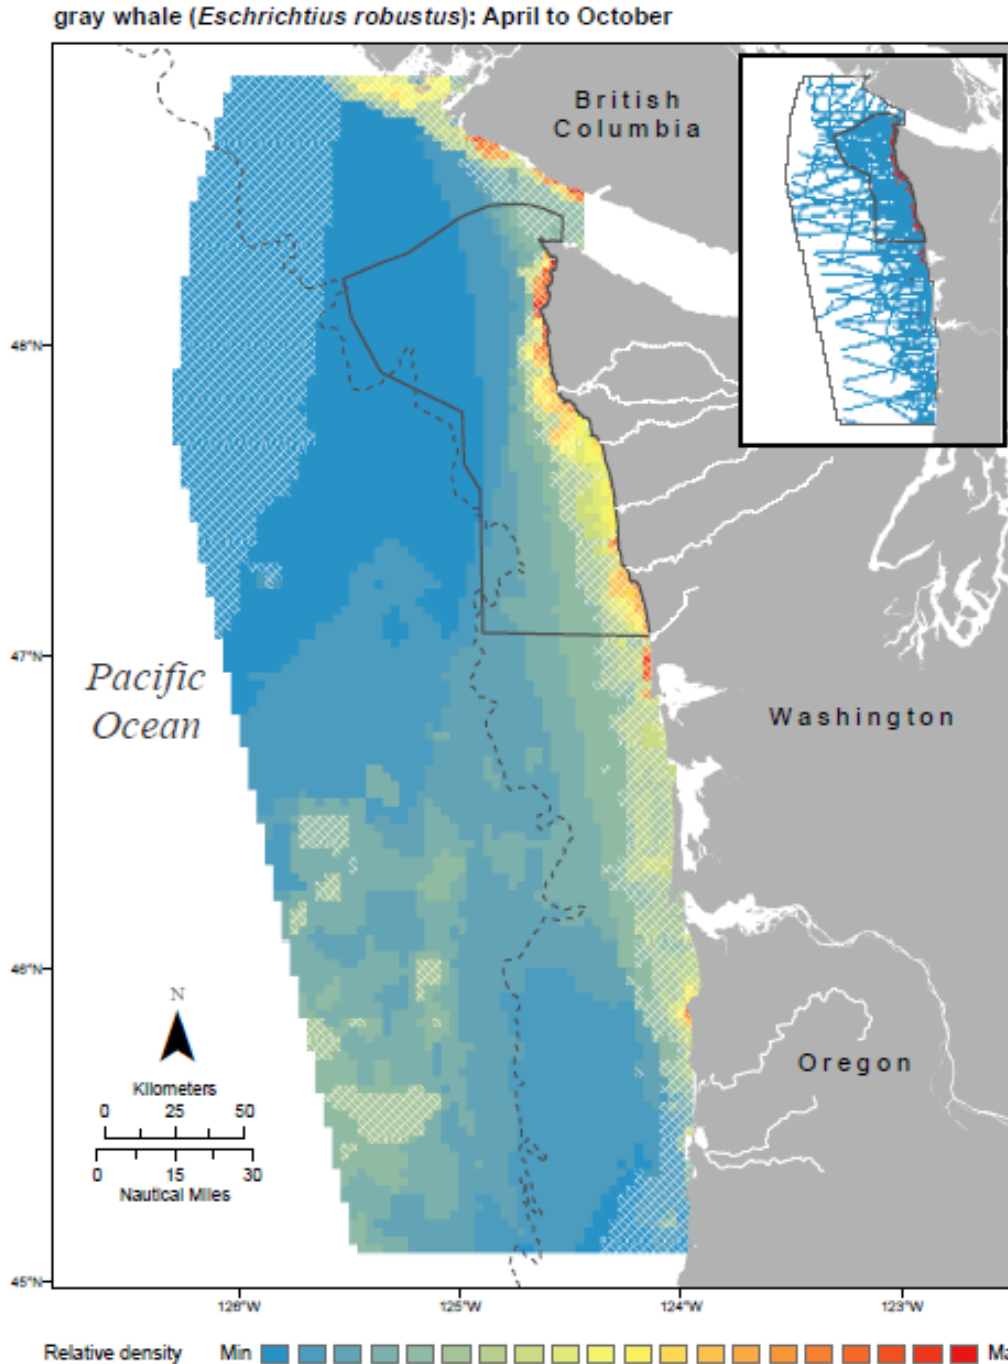 gray whale (Eschrichtius robustus): April to October
British
Columbia
48°N
47°N
Pacific
Ocean
Washington
46°N
N
Oregon
Kilometers
0 25 50
0 15 30
Nautical Miles
45°N
126°W 125°W 124°W 123°W
Relative density Min